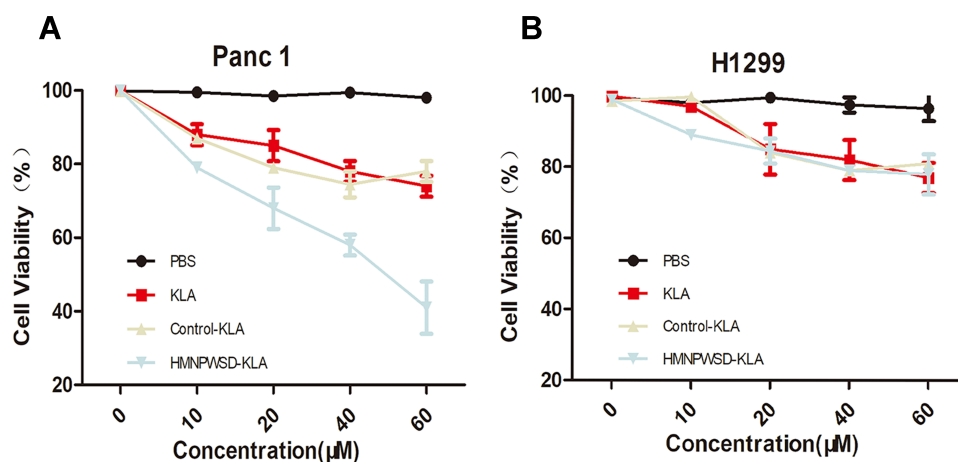 A
Panc 1
Cell Viability（%）
100
80
60
40
20
PBS
KLA
Control-KLA
HMNPWSD-KLA
0
10
20
40
60
Concentration(μM)
B
H1299
Cell Viability（%）
100
80
60
40
20
PBS
KLA
Control-KLA
HMNPWSD-KLA
0
10
20
40
60
Concentration(μM)